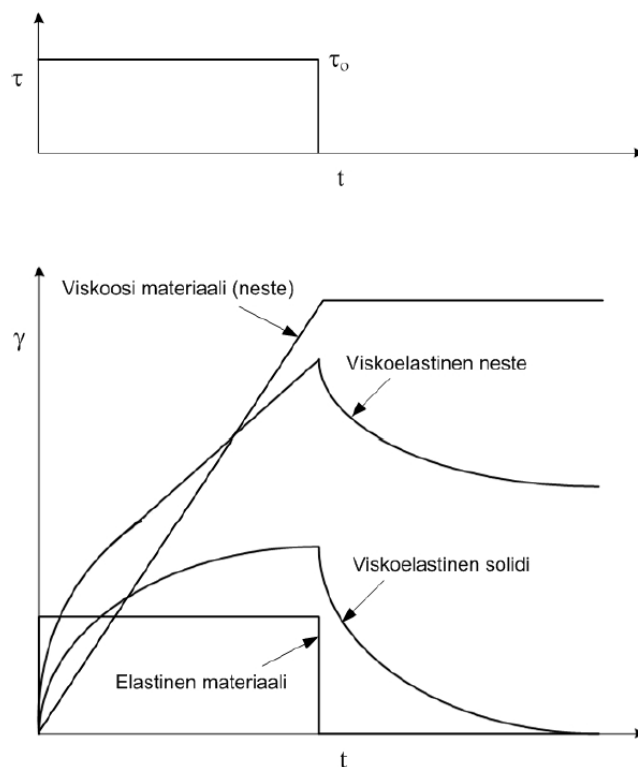 τ
τo
t
γ
Viskoosi materiaali (neste)
Viskoelastinen neste
Viskoelastinen solidi
Elastinen materiaali
t